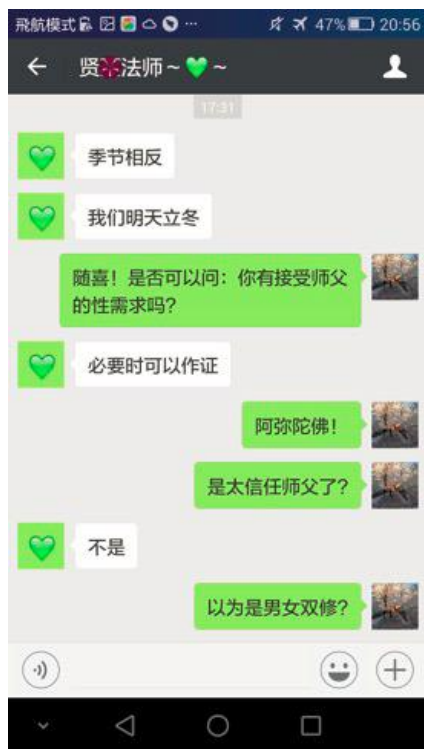 飛航模式 47% 20:56
贤法师~💚~
17:31
季节相反
我们明天立冬
随喜！是否可以问：你有接受师父
的性需求吗?
必要时可以作证
阿弥陀佛！
是太信任师父了?
不是
以为是男女双修?